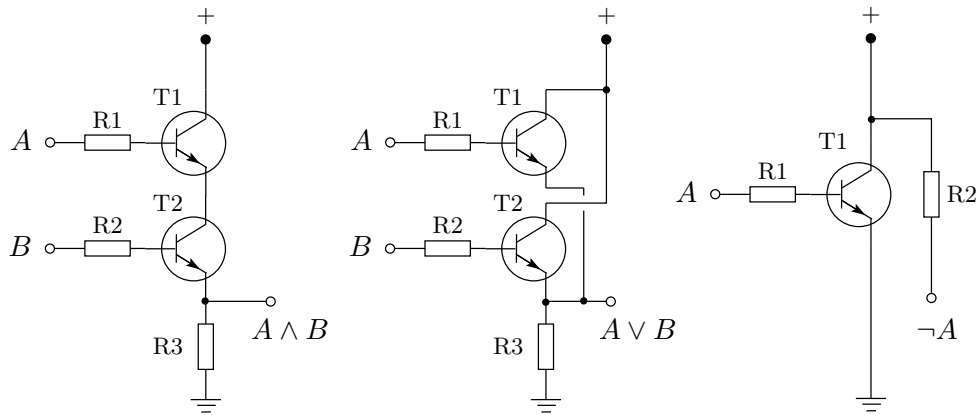 +
T1
R1
A
T2
R2
B
A ∧ B
R3
+
T1
R1
A
T2
R2
B
A ∨ B
R3
+
T1
R1
A
R2
¬A